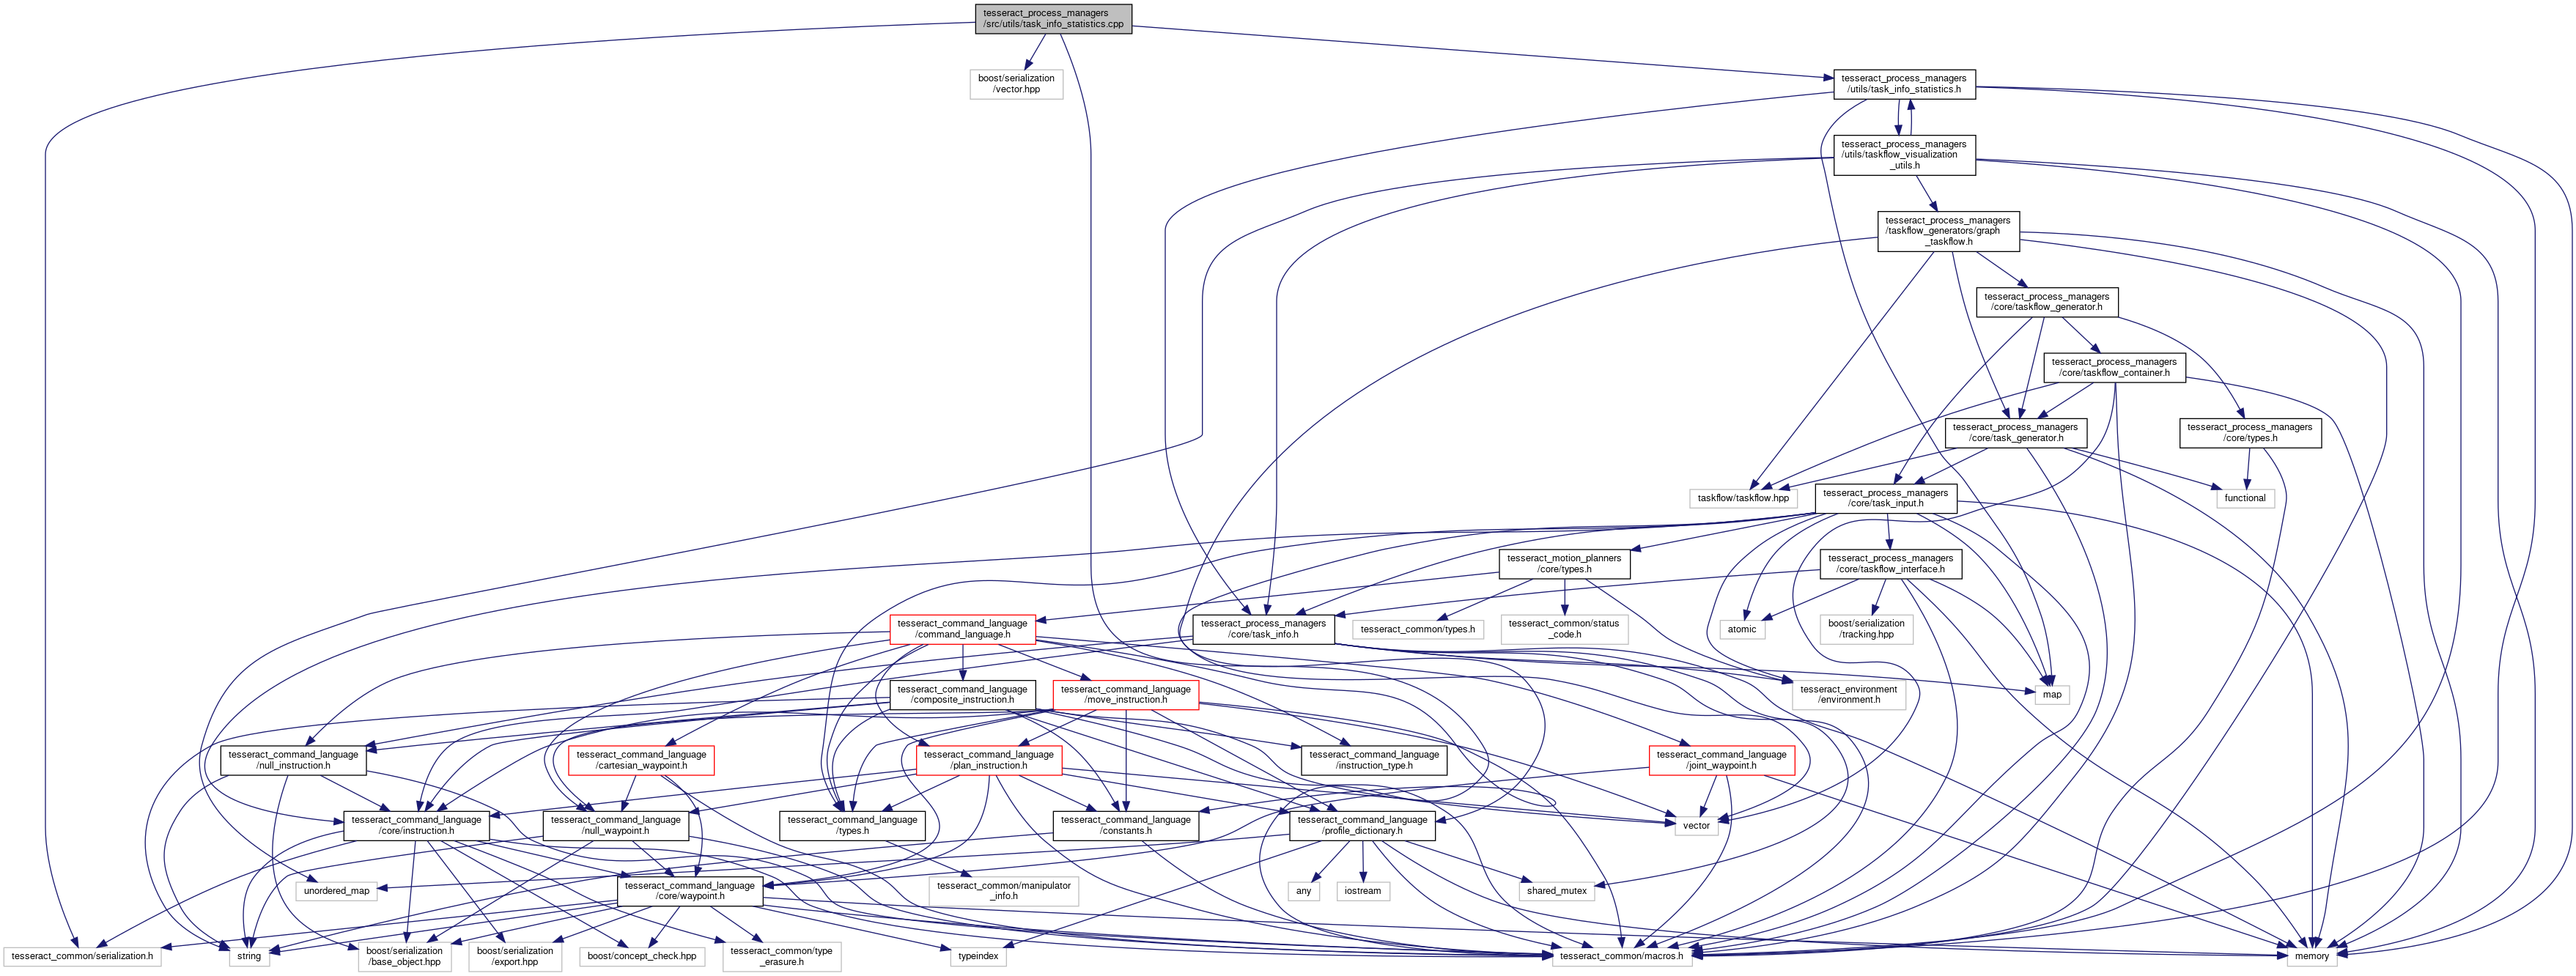 tesseract_process_managers
/src/utils/task_info_statistics.cpp
boost/serialization
/vector.hpp
tesseract_process_managers
/utils/task_info_statistics.h
tesseract_process_managers
/utils/taskflow_visualization
_utils.h
tesseract_process_managers
/taskflow_generators/graph
_taskflow.h
tesseract_process_managers
/core/taskflow_generator.h
tesseract_process_managers
/core/taskflow_container.h
tesseract_process_managers
/core/task_generator.h
tesseract_process_managers
/core/types.h
taskflow/taskflow.hpp
tesseract_process_managers
/core/task_input.h
functional
tesseract_motion_planners
/core/types.h
tesseract_process_managers
/core/taskflow_interface.h
tesseract_command_language
/command_language.h
tesseract_process_managers
/core/task_info.h
tesseract_common/types.h
tesseract_common/status
_code.h
atomic
boost/serialization
/tracking.hpp
tesseract_command_language
/composite_instruction.h
tesseract_command_language
/move_instruction.h
tesseract_environment
/environment.h
map
tesseract_command_language
/null_instruction.h
tesseract_command_language
/cartesian_waypoint.h
tesseract_command_language
/plan_instruction.h
tesseract_command_language
/instruction_type.h
tesseract_command_language
/joint_waypoint.h
tesseract_command_language
/core/instruction.h
tesseract_command_language
/null_waypoint.h
tesseract_command_language
/types.h
tesseract_command_language
/constants.h
tesseract_command_language
/profile_dictionary.h
vector
unordered_map
tesseract_command_language
/core/waypoint.h
tesseract_common/manipulator
_info.h
any
iostream
shared_mutex
tesseract_common/serialization.h
string
boost/serialization
/base_object.hpp
boost/serialization
/export.hpp
boost/concept_check.hpp
tesseract_common/type
_erasure.h
typeindex
tesseract_common/macros.h
memory